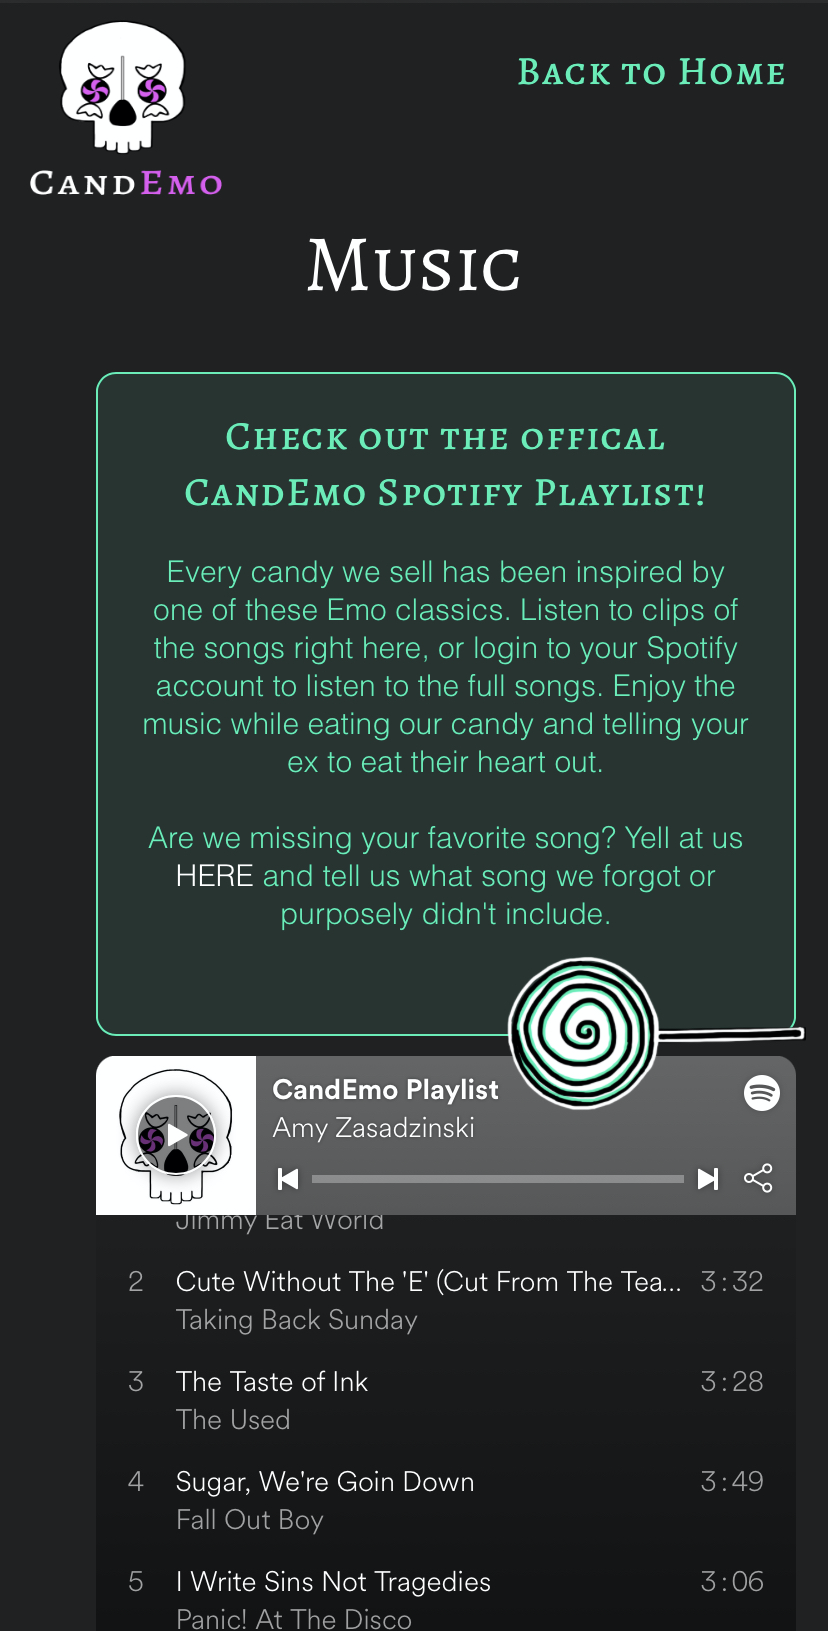 CandEmo
Back to Home
Music
Check out the offical
CandEmo Spotify Playlist!
Every candy we sell has been inspired by
one of these Emo classics. Listen to clips of
the songs right here, or login to your Spotify
account to listen to the full songs. Enjoy the
music while eating our candy and telling your
ex to eat their heart out.
Are we missing your favorite song? Yell at us
HERE and tell us what song we forgot or
purposely didn't include.
CandEmo Playlist
Amy Zasadzinski
Jimmy Eat World
2 Cute Without The 'E' (Cut From The Tea... 3:32
Taking Back Sunday
3 The Taste of Ink 3:28
The Used
4 Sugar, We're Goin Down 3:49
Fall Out Boy
5 I Write Sins Not Tragedies 3:06
Panic! At The Disco